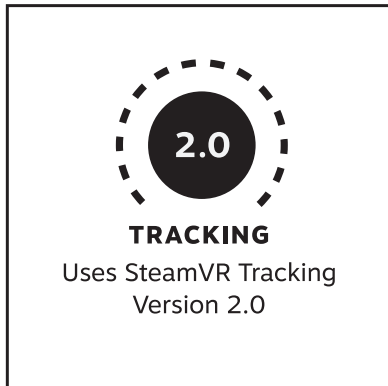 2.0
TRACKING
Uses SteamVR Tracking
Version 2.0